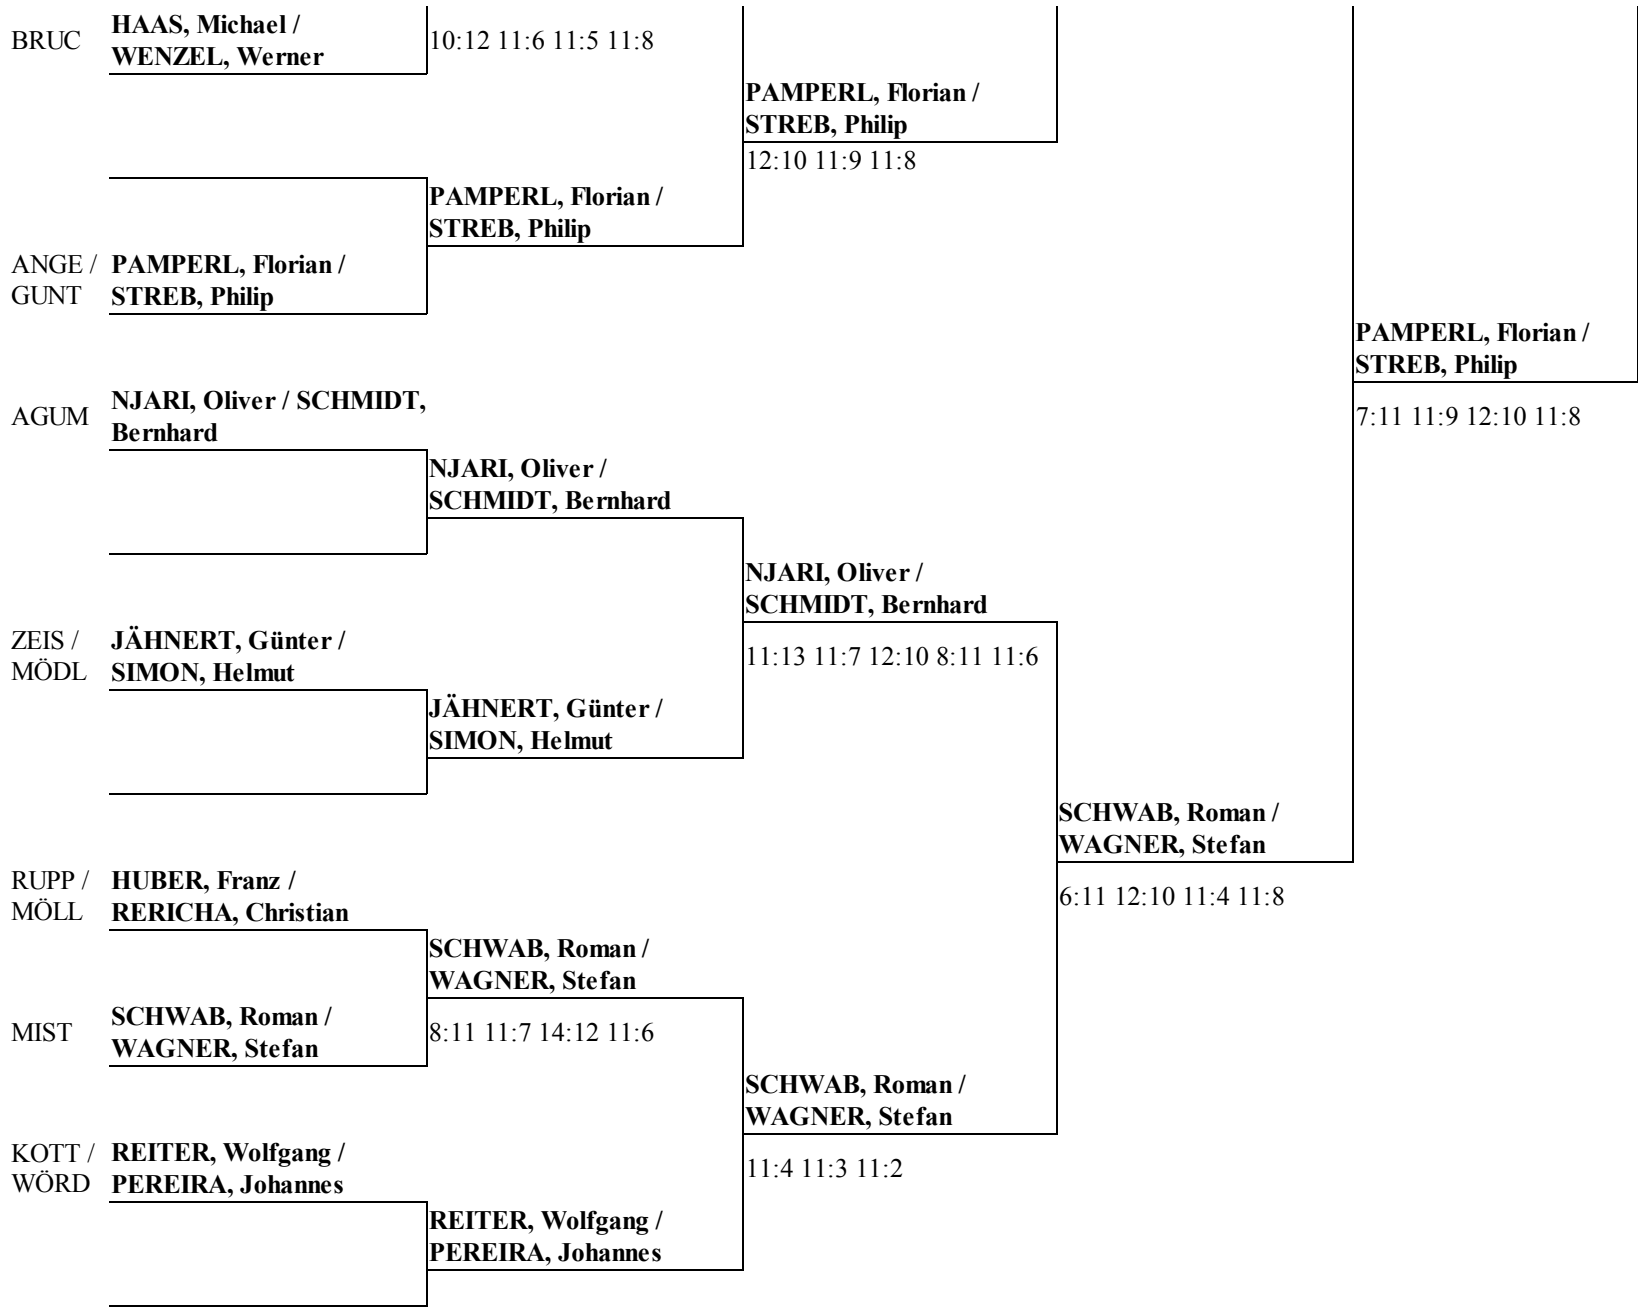 BRUC
HAAS, Michael /
WENZEL, Werner
10:12 11:6 11:5 11:8
PAMPERL, Florian /
STREB, Philip
12:10 11:9 11:8
PAMPERL, Florian /
STREB, Philip
ANGE /
GUNT
PAMPERL, Florian /
STREB, Philip
PAMPERL, Florian /
STREB, Philip
7:11 11:9 12:10 11:8
AGUM
NJARI, Oliver / SCHMIDT,
Bernhard
NJARI, Oliver /
SCHMIDT, Bernhard
NJARI, Oliver /
SCHMIDT, Bernhard
11:13 11:7 12:10 8:11 11:6
ZEIS /
MÖDL
JÄHNERT, Günter /
SIMON, Helmut
JÄHNERT, Günter /
SIMON, Helmut
SCHWAB, Roman /
WAGNER, Stefan
6:11 12:10 11:4 11:8
RUPP /
MÖLL
HUBER, Franz /
RERICHA, Christian
SCHWAB, Roman /
WAGNER, Stefan
8:11 11:7 14:12 11:6
MIST
SCHWAB, Roman /
WAGNER, Stefan
SCHWAB, Roman /
WAGNER, Stefan
11:4 11:3 11:2
KOTT /
WÖRD
REITER, Wolfgang /
PEREIRA, Johannes
REITER, Wolfgang /
PEREIRA, Johannes